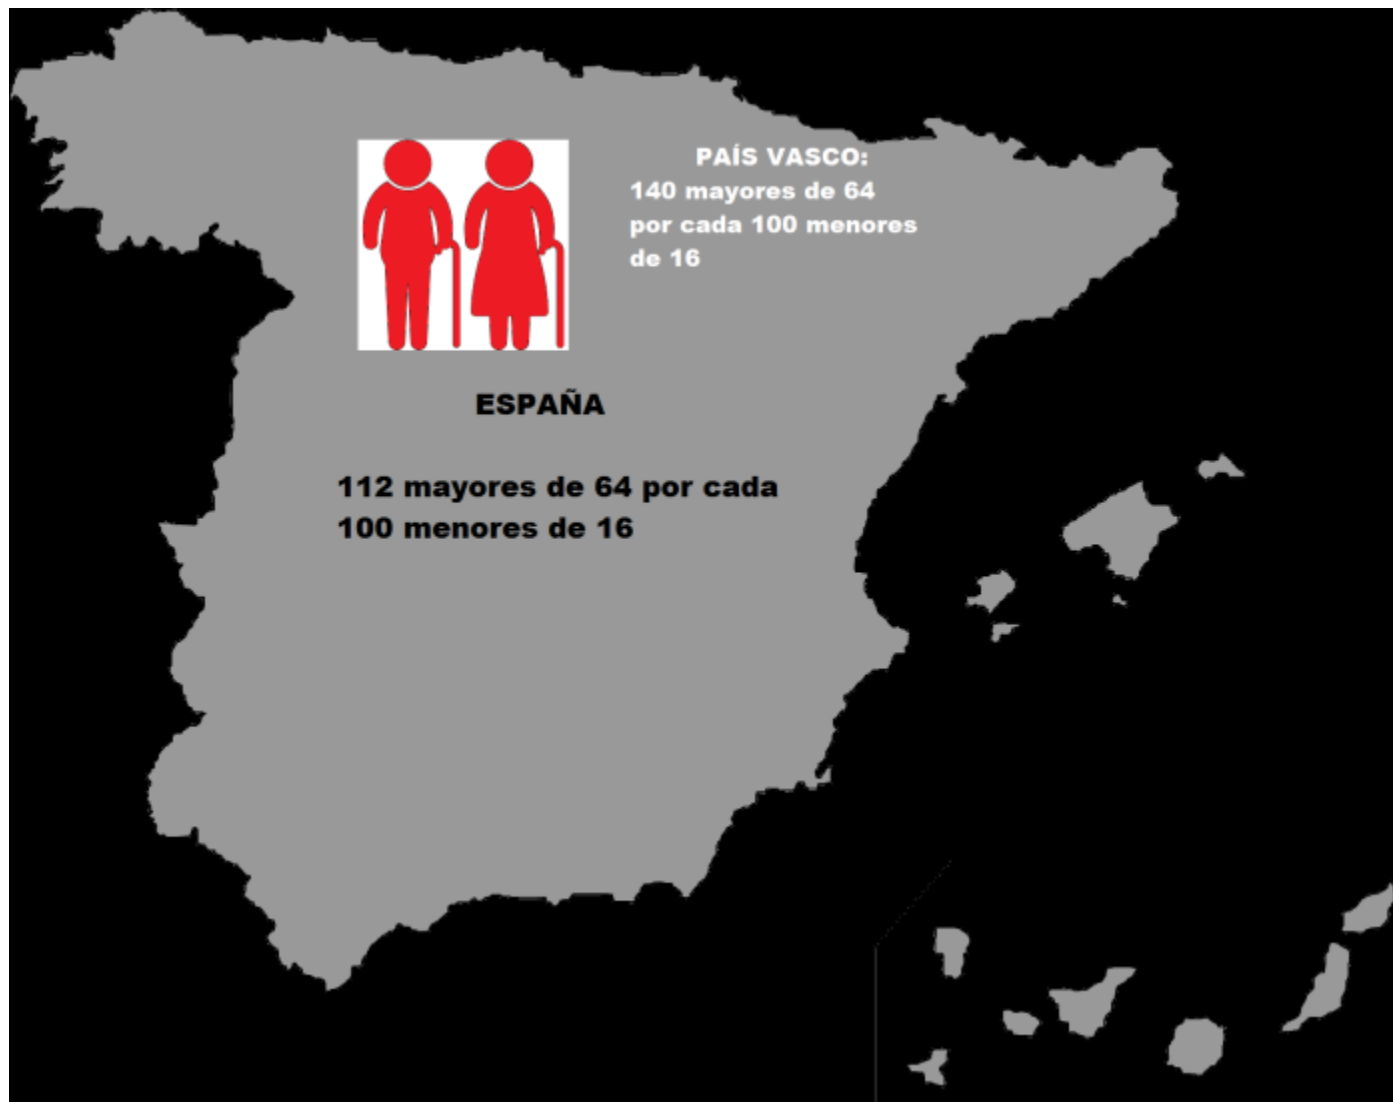 PAÍS VASCO:
140 mayores de 64
por cada 100 menores
de 16
ESPAÑA
112 mayores de 64 por cada
100 menores de 16